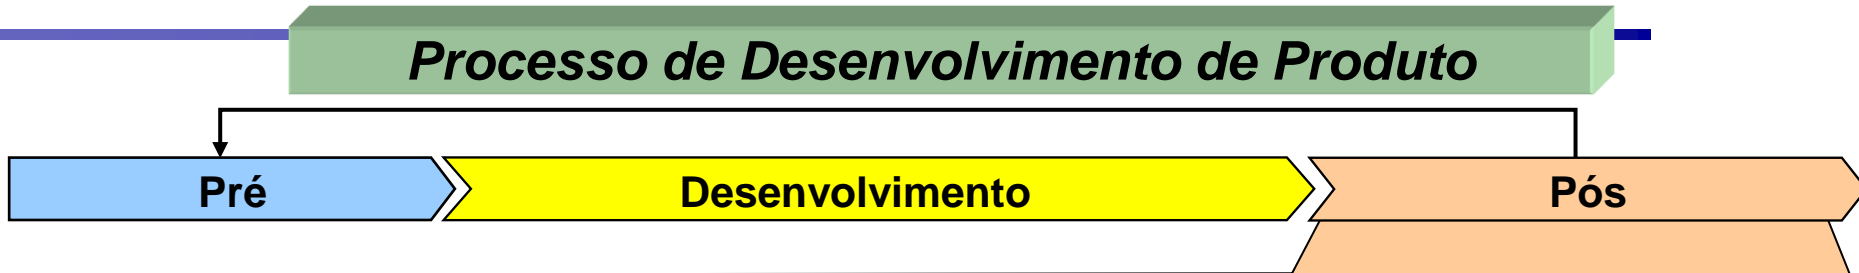 Processo de Desenvolvimento de Produto
Pré
Desenvolvimento
Pós